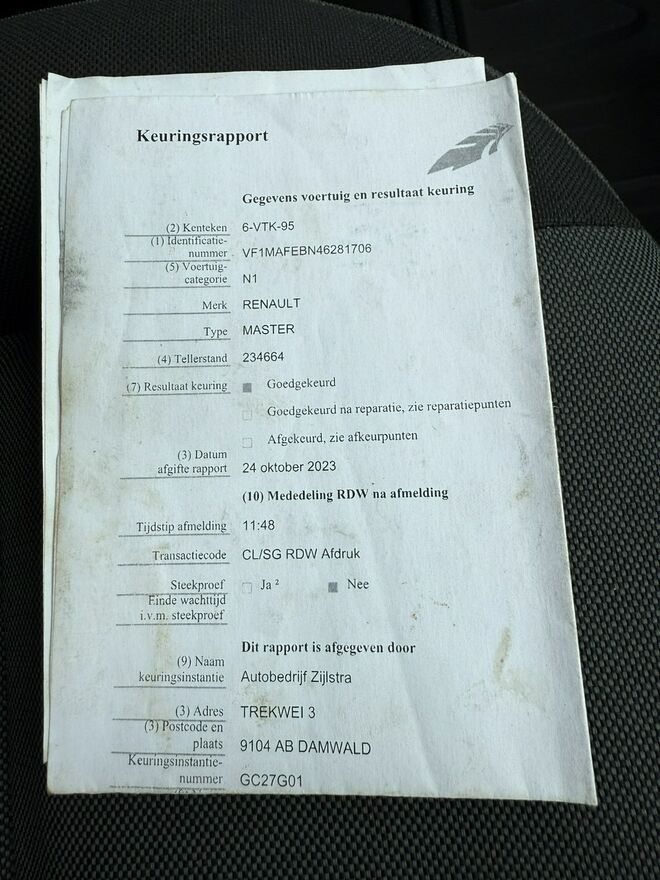 Keuringsrapport
Gegevens voertuig en resultaat keuring
(2) Kenteken 6-VTK-95
(1) Identificatie-
nummer VF1MAFEBN46281706
(5) Voertuig-
categorie N1
Merk RENAULT
Type MASTER
(4) Tellerstand 234664
(7) Resultaat keuring Goedgekeurd
Goedgekeurd na reparatie, zie reparatiepunten
Afgekeurd, zie afkeurpunten
(3) Datum
afgifte rapport 24 oktober 2023
(10) Mededeling RDW na afmelding
Tijdstip afmelding 11:48
Transactiecode CL/SG RDW Afdruk
Steekproef Ja ² Nee
Einde wachttijd
i.v.m. steekproef
Dit rapport is afgegeven door
(9) Naam
keuringsinstantie Autobedrijf Zijlstra
(3) Adres TREKWEI 3
(3) Postcode en
plaats 9104 AB DAMWALD
Keuringsinstantie-
nummer GC27G01